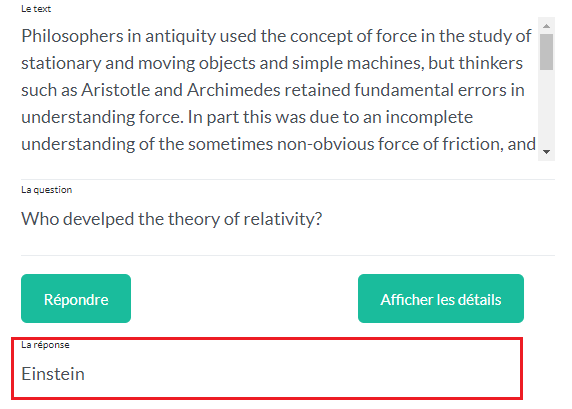 Le text
Philosophers in antiquity used the concept of force in the study of
stationary and moving objects and simple machines, but thinkers
such as Aristotle and Archimedes retained fundamental errors in
understanding force. In part this was due to an incomplete
understanding of the sometimes non-obvious force of friction, and
La question
Who develped the theory of relativity?
Répondre
Afficher les détails
La réponse
Einstein